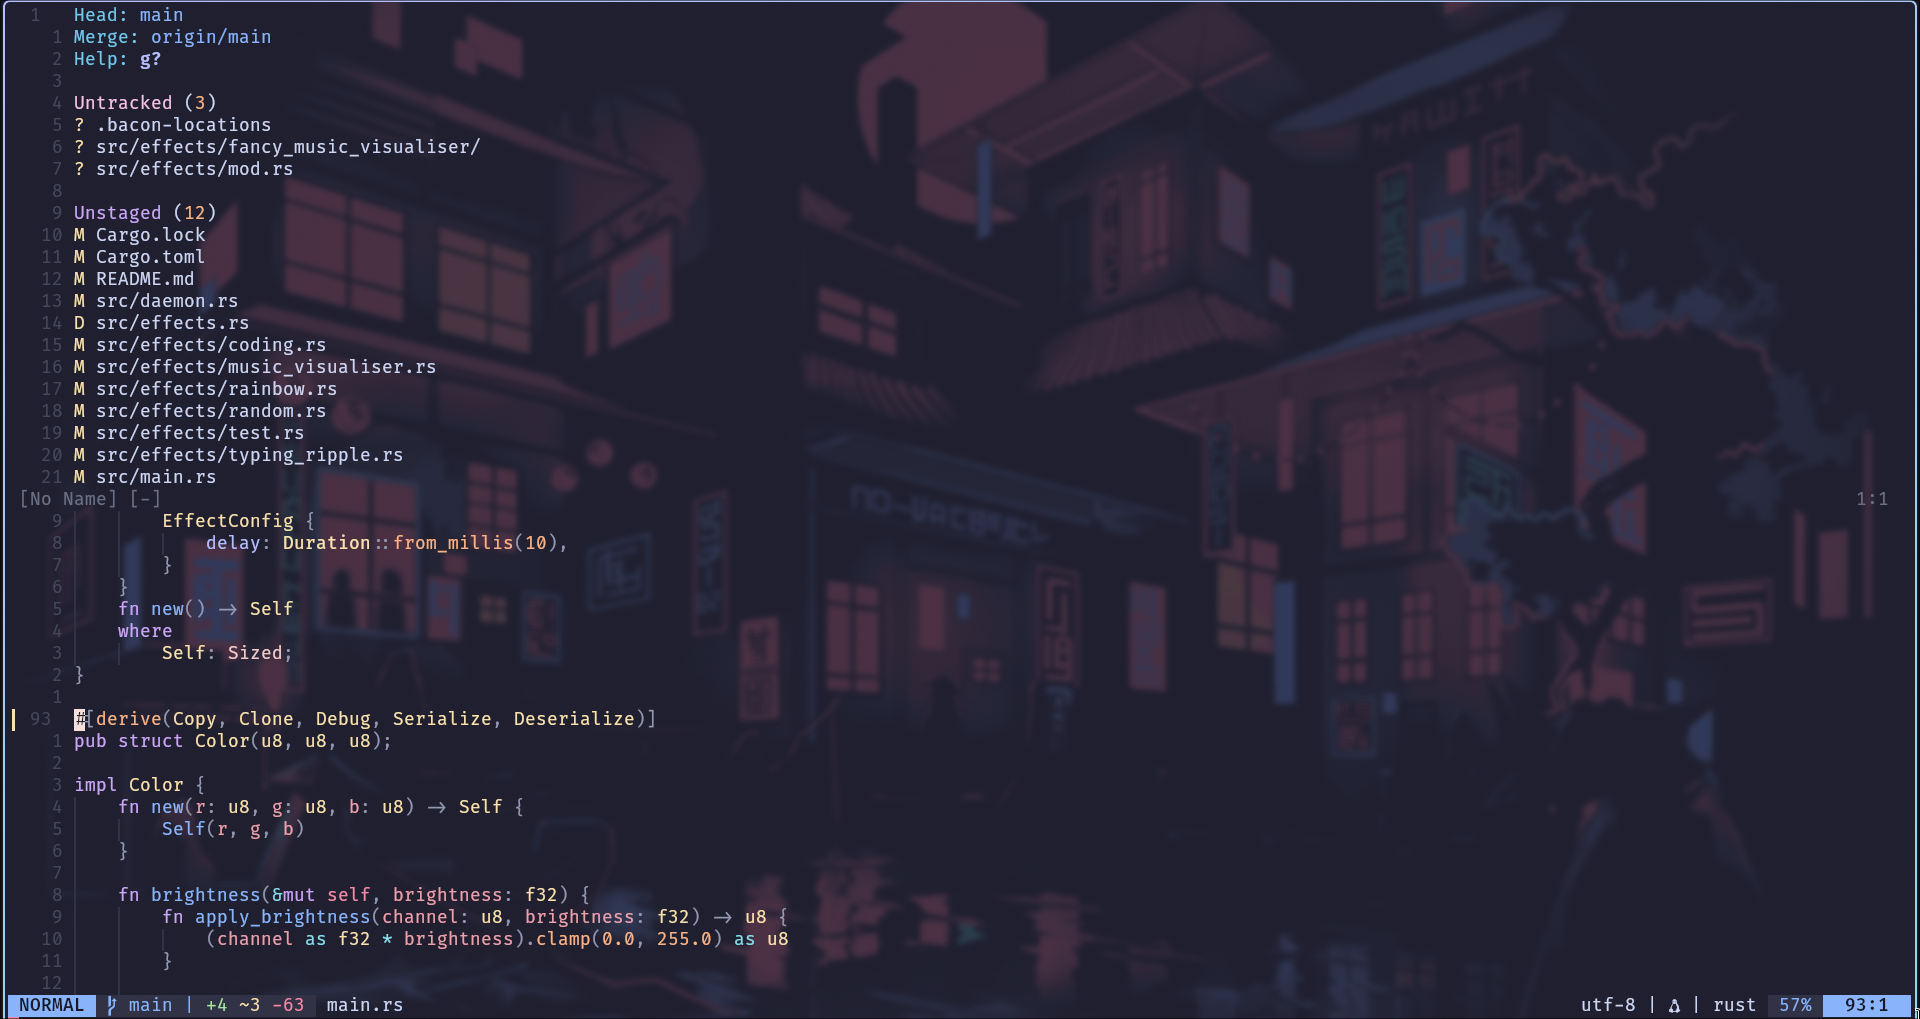 1 Head: main
1 Merge: origin/main
2 Help: g?
3
4 Untracked (3)
5 ? .bacon-locations
6 ? src/effects/fancy_music_visualiser/
7 ? src/effects/mod.rs
8
9 Unstaged (12)
10 M Cargo.lock
11 M Cargo.toml
12 M README.md
13 M src/daemon.rs
14 D src/effects.rs
15 M src/effects/coding.rs
16 M src/effects/music_visualiser.rs
17 M src/effects/rainbow.rs
18 M src/effects/random.rs
19 M src/effects/test.rs
20 M src/effects/typing_ripple.rs
21 M src/main.rs
[No Name] [-] 1:1
9 EffectConfig {
8 delay: Duration::from_millis(10),
7 }
6 }
5 fn new() -> Self
4 where
3 Self: Sized;
2 }
1
93 #[derive(Copy, Clone, Debug, Serialize, Deserialize)]
1 pub struct Color(u8, u8, u8);
2
3 impl Color {
4 fn new(r: u8, g: u8, b: u8) -> Self {
5 Self(r, g, b)
6 }
7
8 fn brightness(&mut self, brightness: f32) {
9 fn apply_brightness(channel: u8, brightness: f32) -> u8 {
10 (channel as f32 * brightness).clamp(0.0, 255.0) as u8
11 }
12
NORMAL main | +4 ~3 -63 main.rs utf-8 | | rust 57% 93:1